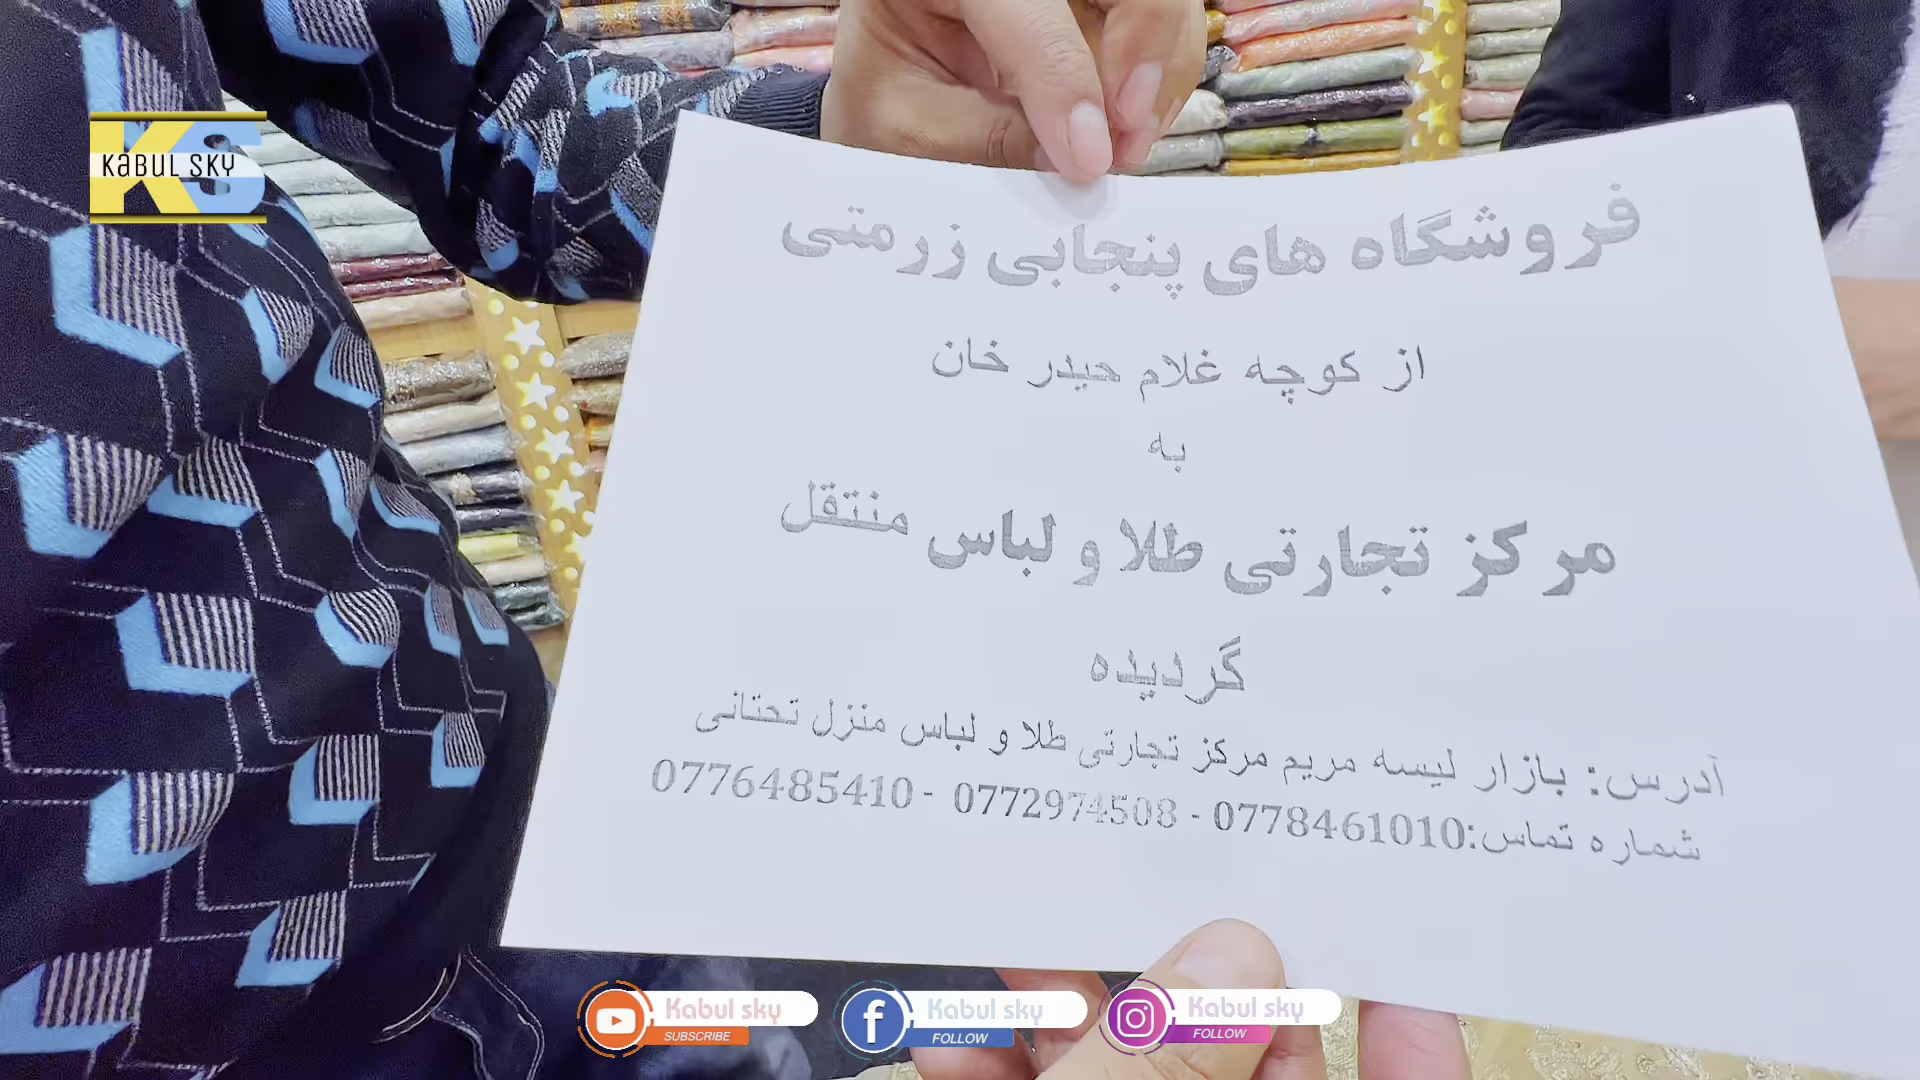 KABUL SKY
فروشگاه های پنجابی زرمتی
از کوچه غلام حیدر خان
به
مرکز تجارتی طلا و لباس منتقل
گردیده
آدرس: بازار لیسه مریم مرکز تجارتی طلا و لباس منزل تحتانی
شماره تماس:0778461010 - 0772974508 - 0776485410
Kabul sky
SUBSCRIBE
Kabul sky
FOLLOW
Kabul sky
FOLLOW